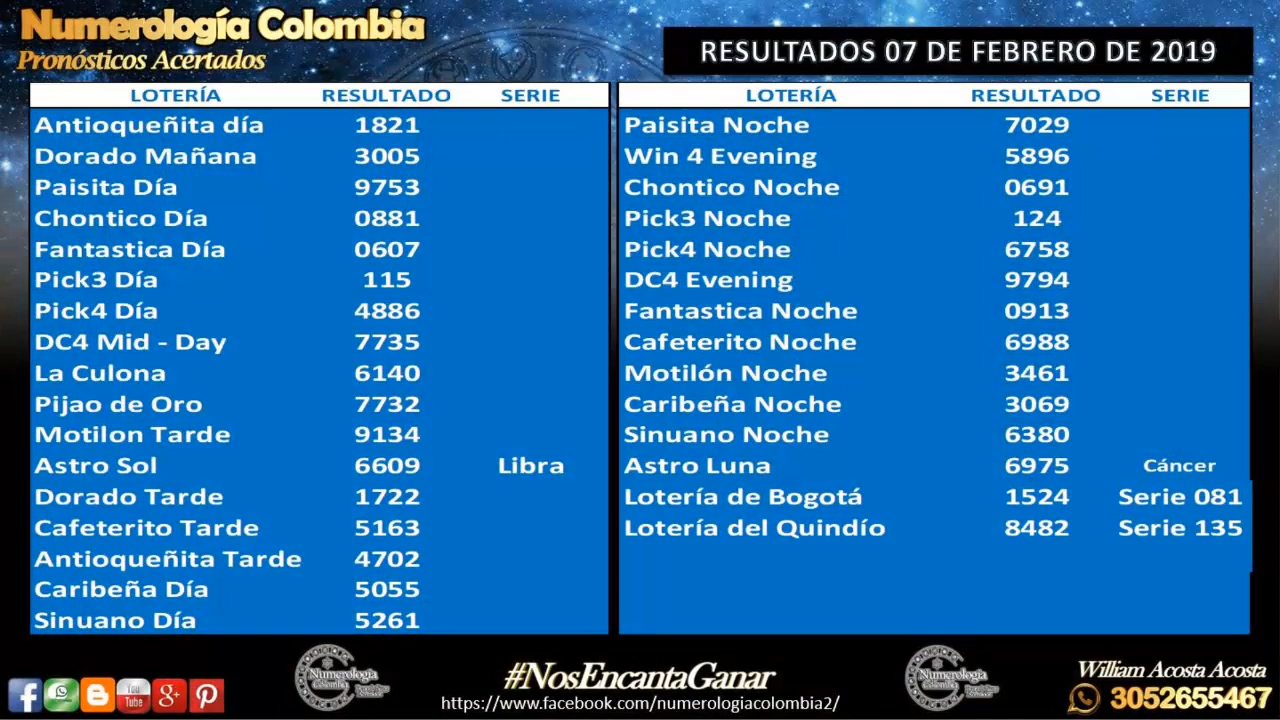 Numerología Colombia
Pronósticos Acertados
RESULTADOS 07 DE FEBRERO DE 2019
LOTERÍA RESULTADO SERIE
Antioqueñita día 1821
Dorado Mañana 3005
Paisita Día 9753
Chontico Día 0881
Fantastica Día 0607
Pick3 Día 115
Pick4 Día 4886
DC4 Mid - Day 7735
La Culona 6140
Pijao de Oro 7732
Motilon Tarde 9134
Astro Sol 6609 Libra
Dorado Tarde 1722
Cafeterito Tarde 5163
Antioqueñita Tarde 4702
Caribeña Día 5055
Sinuano Día 5261
LOTERÍA RESULTADO SERIE
Paisita Noche 7029
Win 4 Evening 5896
Chontico Noche 0691
Pick3 Noche 124
Pick4 Noche 6758
DC4 Evening 9794
Fantastica Noche 0913
Cafeterito Noche 6988
Motilón Noche 3461
Caribeña Noche 3069
Sinuano Noche 6380
Astro Luna 6975 Cáncer
Lotería de Bogotá 1524 Serie 081
Lotería del Quindío 8482 Serie 135
You
Tube
Numerología
Colombia
#NosEncantaGanar
https://www.facebook.com/numerologiacolombia2/
Numerología
Colombia
William Acosta Acosta
3052655467